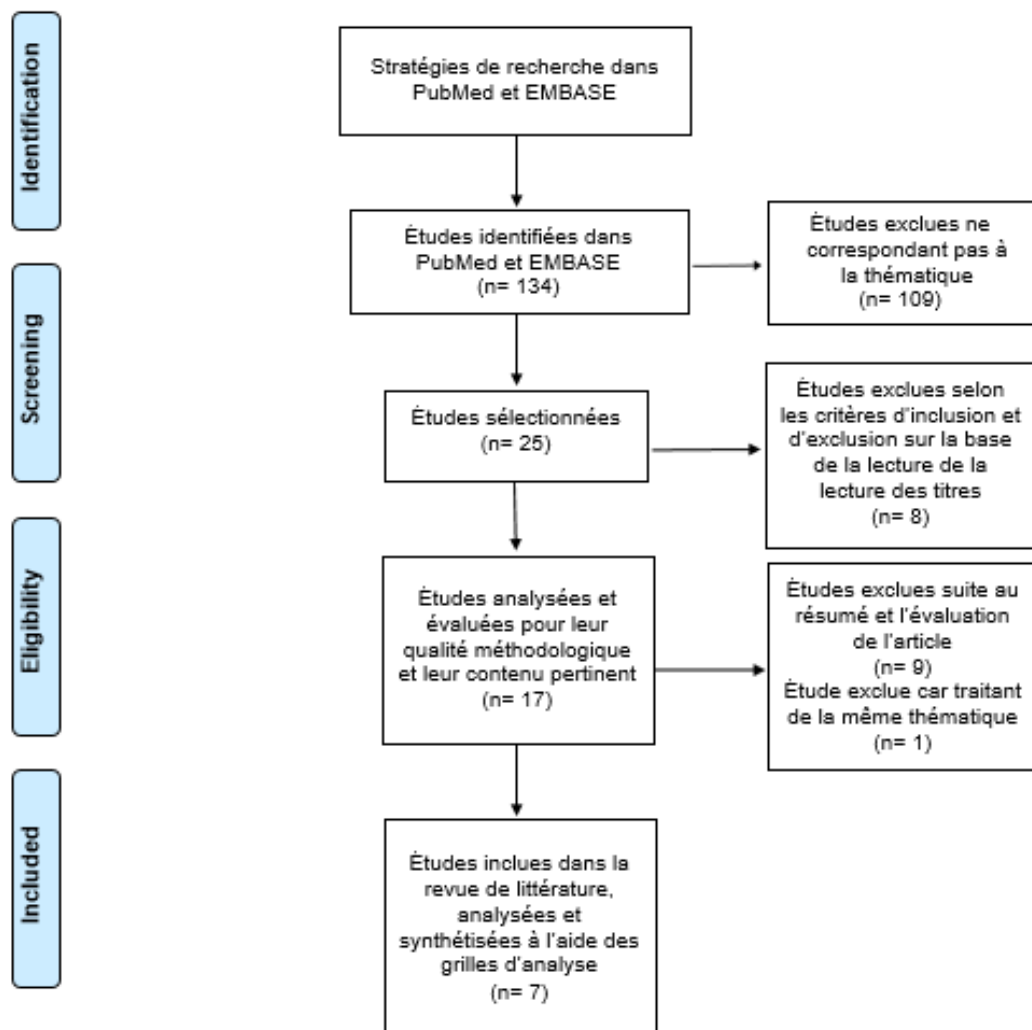 Identification
Stratégies de recherche dans
PubMed et EMBASE
Études identifiées dans
PubMed et EMBASE
(n= 134)
Études exclues ne
correspondant pas à
la thématique
(n= 109)
Screening
Études sélectionnées
(n= 25)
Études exclues selon
les critères d'inclusion et
d'exclusion sur la base
de la lecture de la
lecture des titres
(n= 8)
Eligibility
Études analysées et
évaluées pour leur
qualité méthodologique
et leur contenu pertinent
(n= 17)
Études exclues suite au
résumé et l'évaluation
de l'article
(n= 9)
Étude exclue car traitant
de la même thématique
(n= 1)
Included
Études inclues dans la
revue de littérature,
analysées et
synthétisées à l'aide des
grilles d'analyse
(n= 7)